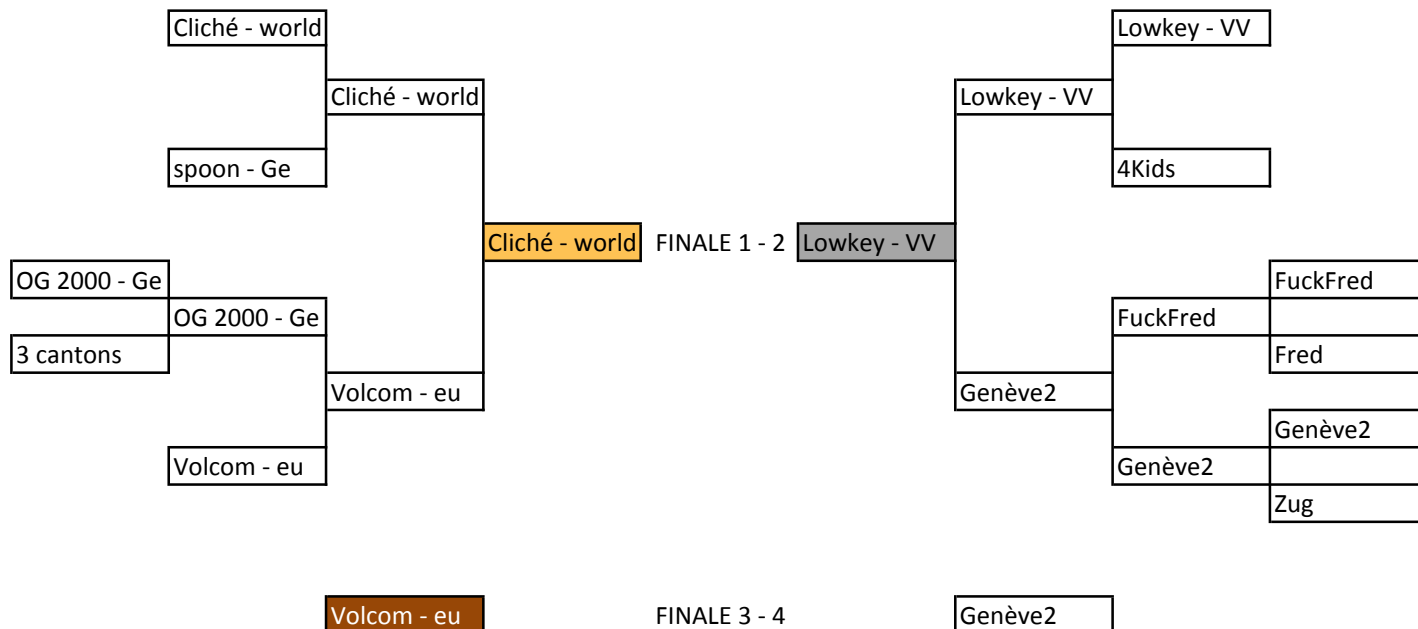 Cliché - world
Lowkey - VV
Cliché - world
Lowkey - VV
spoon - Ge
4Kids
Cliché - world FINALE 1 - 2 Lowkey - VV
OG 2000 - Ge
FuckFred
OG 2000 - Ge
FuckFred
3 cantons
Fred
Volcom - eu
Genève2
Genève2
Volcom - eu
Genève2
Zug
Volcom - eu FINALE 3 - 4 Genève2